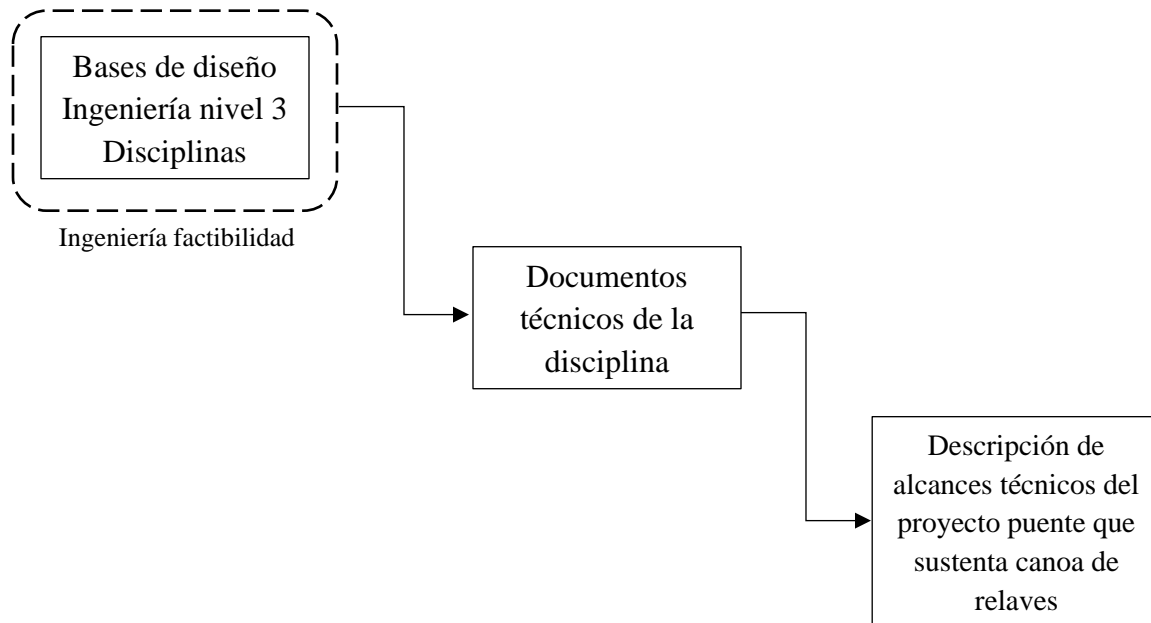 Bases de diseño
Ingeniería nivel 3
Disciplinas
Ingeniería factibilidad
Documentos
técnicos de la
disciplina
Descripción de
alcances técnicos del
proyecto puente que
sustenta canoa de
relaves